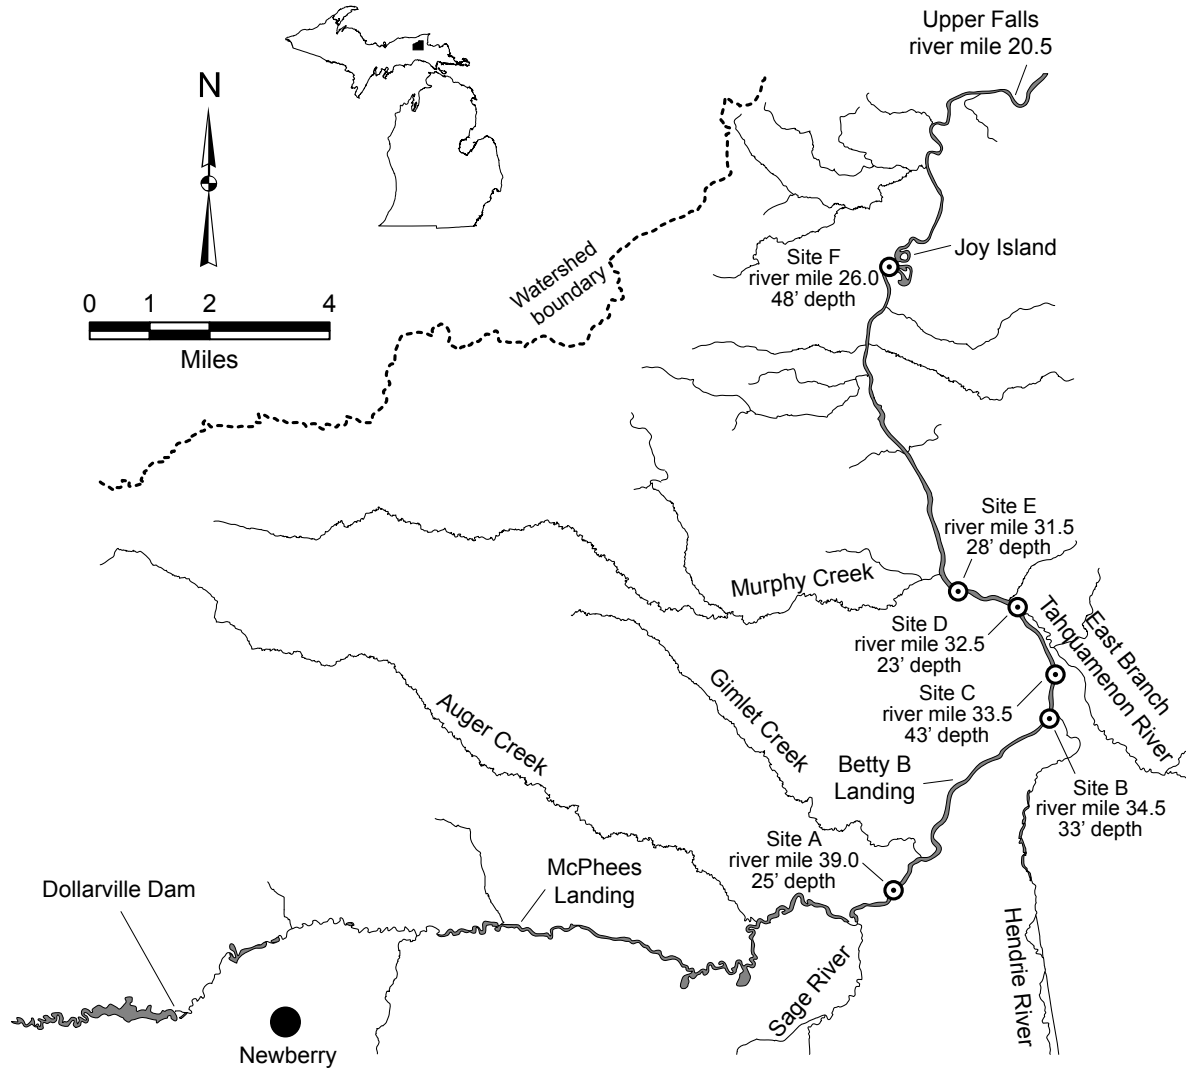 Upper Falls
river mile 20.5
N
Joy Island
Site F
river mile 26.0
48' depth
Watershed
boundary
0 1 2 4
Miles
Site E
river mile 31.5
28' depth
Murphy Creek
East Branch
Tahquamenon River
Site D
river mile 32.5
23' depth
Gimlet Creek
Site C
river mile 33.5
43' depth
Auger Creek
Betty B
Landing
Site B
river mile 34.5
33' depth
Site A
river mile 39.0
25' depth
McPhees
Landing
Dollarville Dam
Hendrie River
Sage River
Newberry